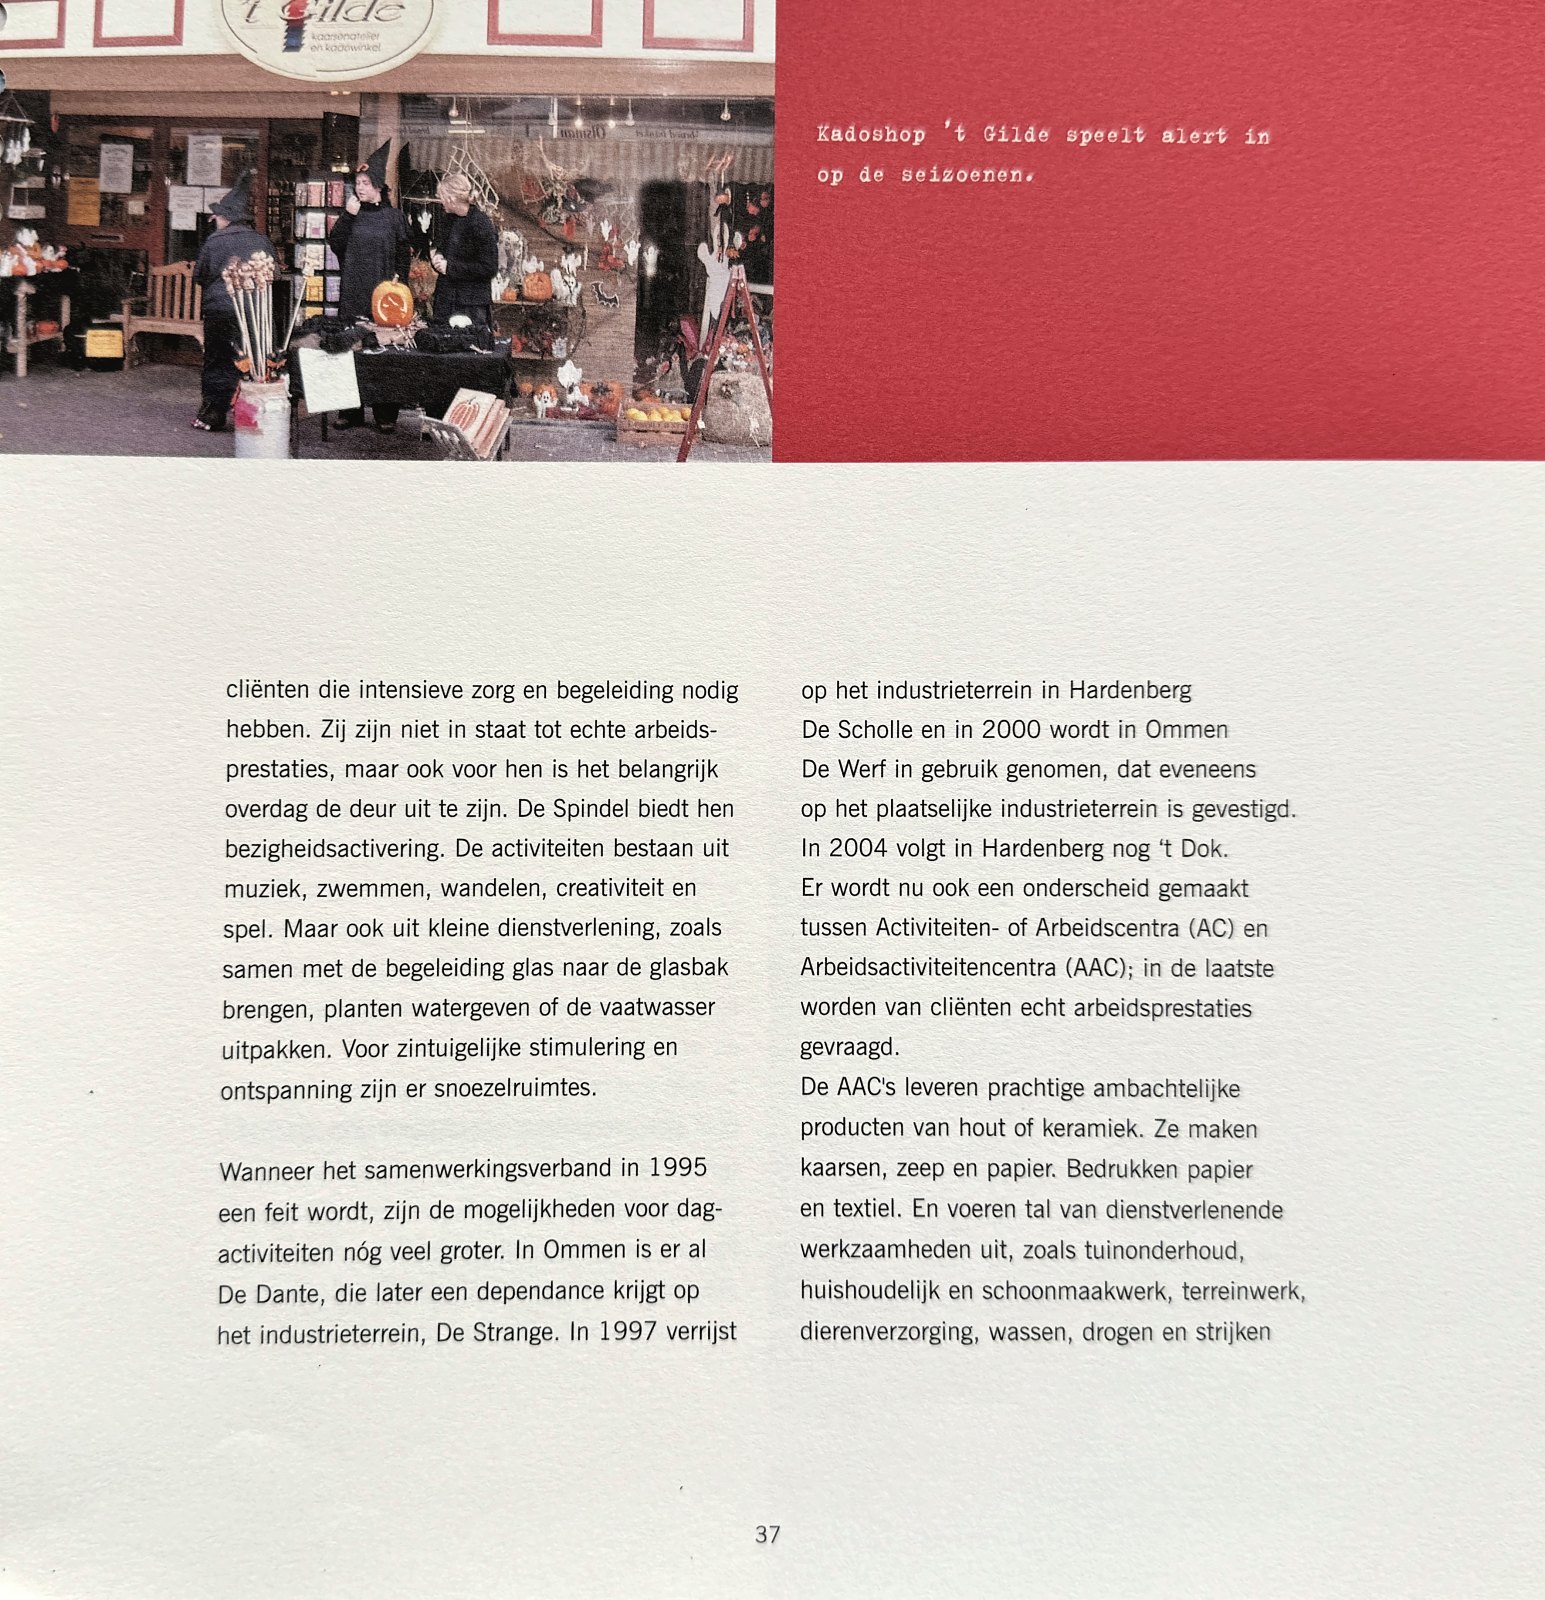 't Gilde
kaarsenatelier
en kadowinkel
Kadoshop 't Gilde speelt alert in
op de seizoenen.
cliënten die intensieve zorg en begeleiding nodig
hebben. Zij zijn niet in staat tot echte arbeids-
prestaties, maar ook voor hen is het belangrijk
overdag de deur uit te zijn. De Spindel biedt hen
bezigheidsactivering. De activiteiten bestaan uit
muziek, zwemmen, wandelen, creativiteit en
spel. Maar ook uit kleine dienstverlening, zoals
samen met de begeleiding glas naar de glasbak
brengen, planten watergeven of de vaatwasser
uitpakken. Voor zintuigelijke stimulering en
ontspanning zijn er snoezelruimtes.
Wanneer het samenwerkingsverband in 1995
een feit wordt, zijn de mogelijkheden voor dag-
activiteiten nóg veel groter. In Ommen is er al
De Dante, die later een dependance krijgt op
het industrieterrein, De Strange. In 1997 verrijst
op het industrieterrein in Hardenberg
De Scholle en in 2000 wordt in Ommen
De Werf in gebruik genomen, dat eveneens
op het plaatselijke industrieterrein is gevestigd.
In 2004 volgt in Hardenberg nog ‘t Dok.
Er wordt nu ook een onderscheid gemaakt
tussen Activiteiten- of Arbeidscentra (AC) en
Arbeidsactiviteitencentra (AAC); in de laatste
worden van cliënten echt arbeidsprestaties
gevraagd.
De AAC's leveren prachtige ambachtelijke
producten van hout of keramiek. Ze maken
kaarsen, zeep en papier. Bedrukken papier
en textiel. En voeren tal van dienstverlenende
werkzaamheden uit, zoals tuinonderhoud,
huishoudelijk en schoonmaakwerk, terreinwerk,
dierenverzorging, wassen, drogen en strijken
37